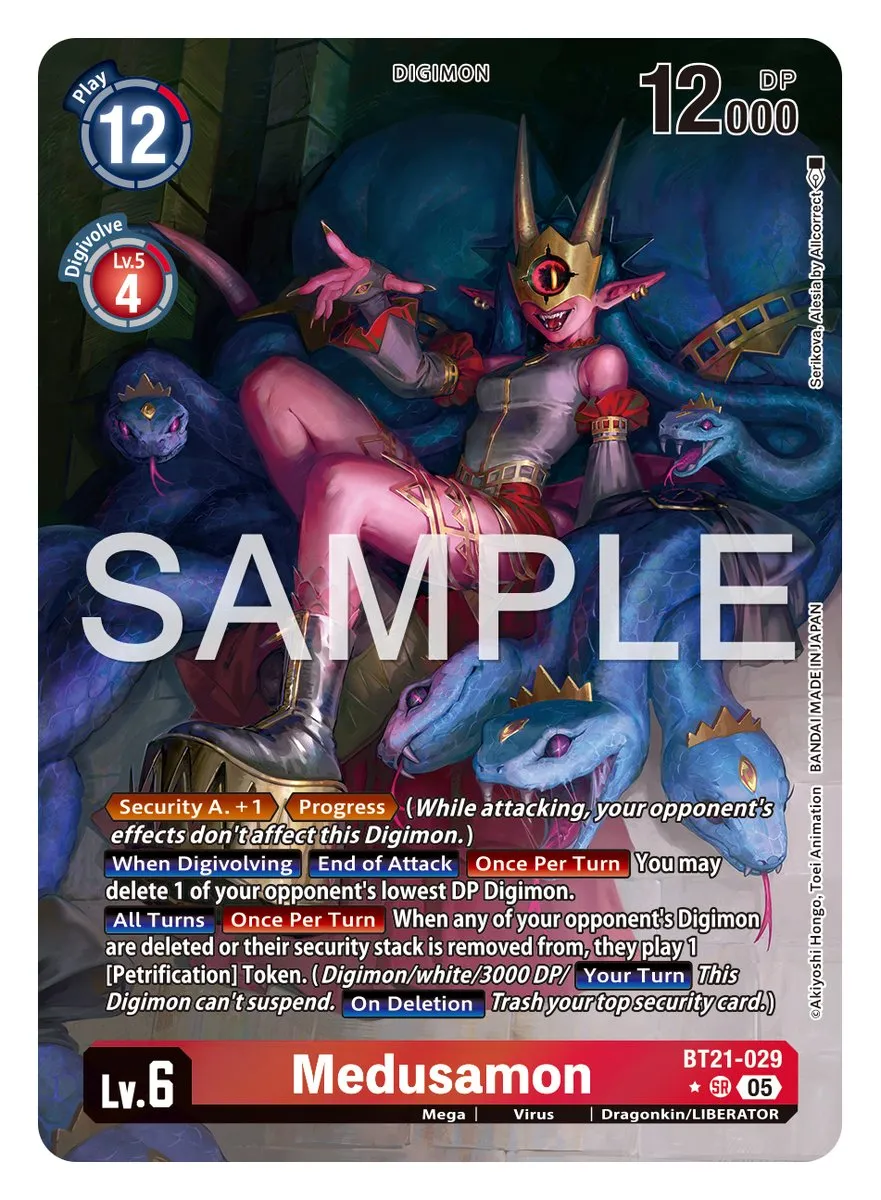 DIGIMON
Play
12
12000
DP
Digivolve
Lv.5
4
Serikova, Alesia by Allcorrect
SAMPLE
BANDAI MADE IN JAPAN
©Akiyoshi Hongo, Toei Animation
Security A. +1 Progress (While attacking, your opponent's
effects don't affect this Digimon.)
When Digivolving End of Attack Once Per Turn You may
delete 1 of your opponent's lowest DP Digimon.
All Turns Once Per Turn When any of your opponent's Digimon
are deleted or their security stack is removed from, they play 1
[Petrification] Token. (Digimon/white/3000 DP/ Your Turn This
Digimon can't suspend. On Deletion Trash your top security card.)
Lv.6
Medusamon
BT21-029
SR 05
Mega | Virus | Dragonkin/LIBERATOR